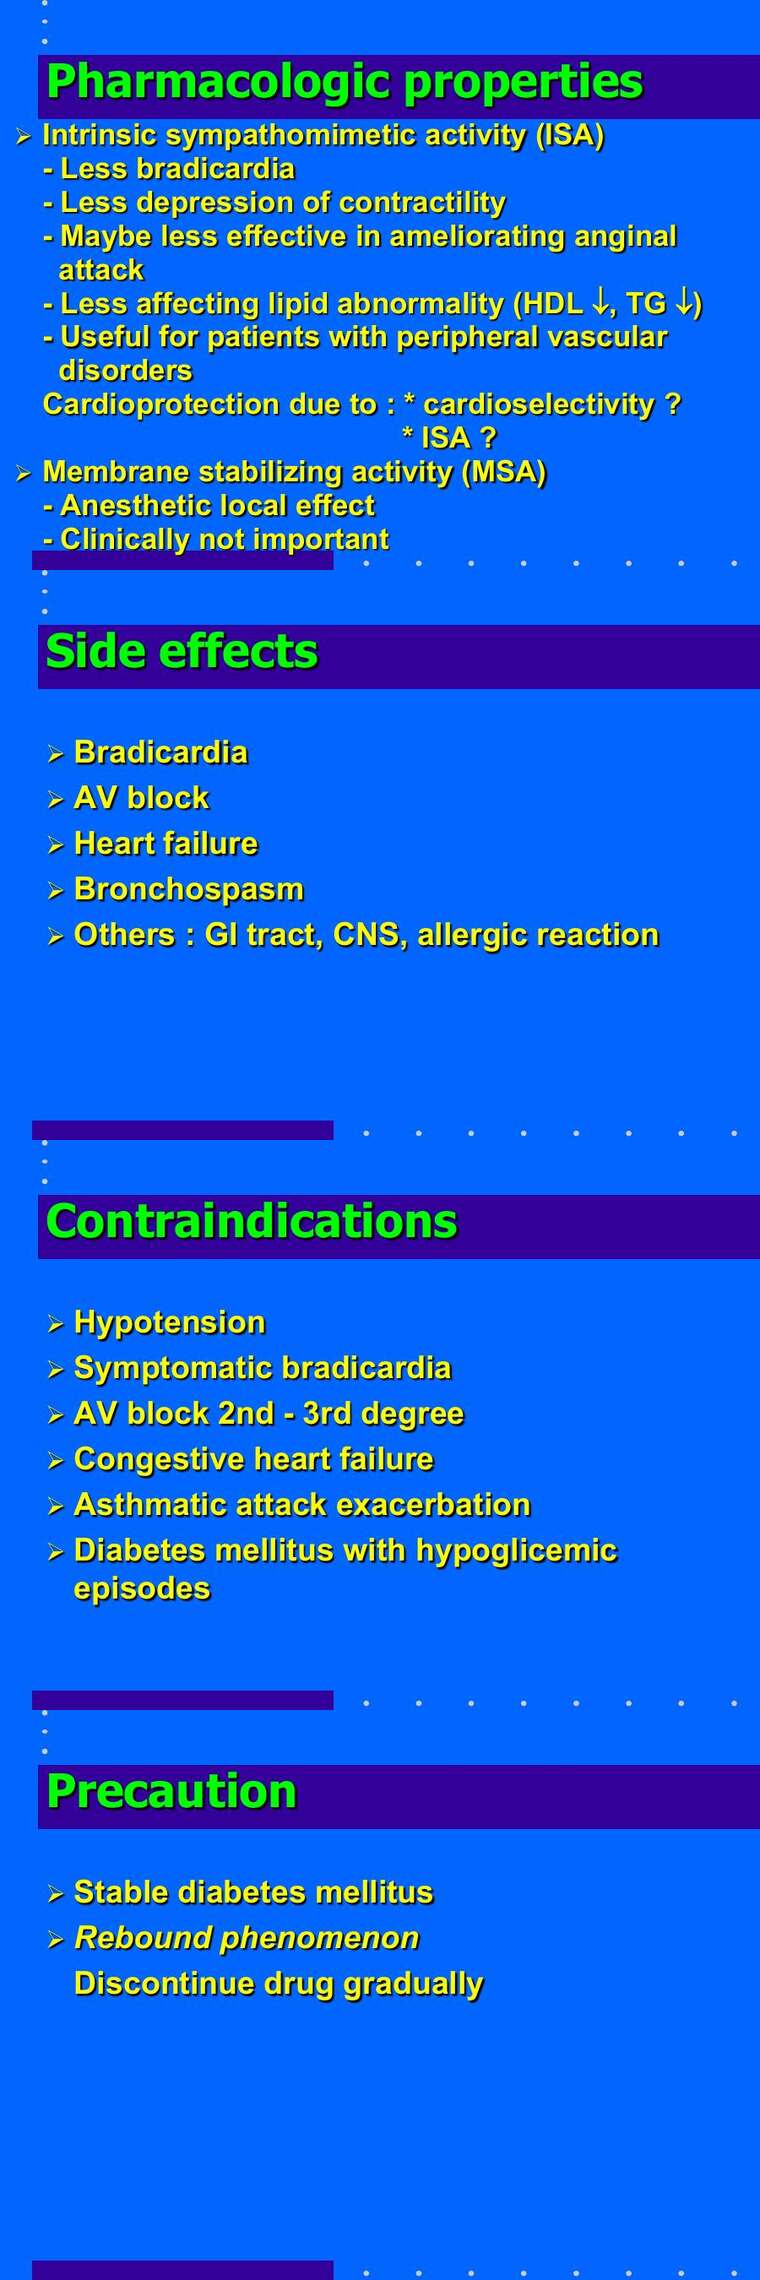 Pharmacologic properties
➢ Intrinsic sympathomimetic activity (ISA)
- Less bradicardia
- Less depression of contractility
- Maybe less effective in ameliorating anginal
attack
- Less affecting lipid abnormality (HDL ↓, TG ↓)
- Useful for patients with peripheral vascular
disorders
Cardioprotection due to : * cardioselectivity ?
* ISA ?
➢ Membrane stabilizing activity (MSA)
- Anesthetic local effect
- Clinically not important
Side effects
➢ Bradicardia
➢ AV block
➢ Heart failure
➢ Bronchospasm
➢ Others : GI tract, CNS, allergic reaction
Contraindications
➢ Hypotension
➢ Symptomatic bradicardia
➢ AV block 2nd - 3rd degree
➢ Congestive heart failure
➢ Asthmatic attack exacerbation
➢ Diabetes mellitus with hypoglicemic
episodes
Precaution
➢ Stable diabetes mellitus
➢ Rebound phenomenon
Discontinue drug gradually